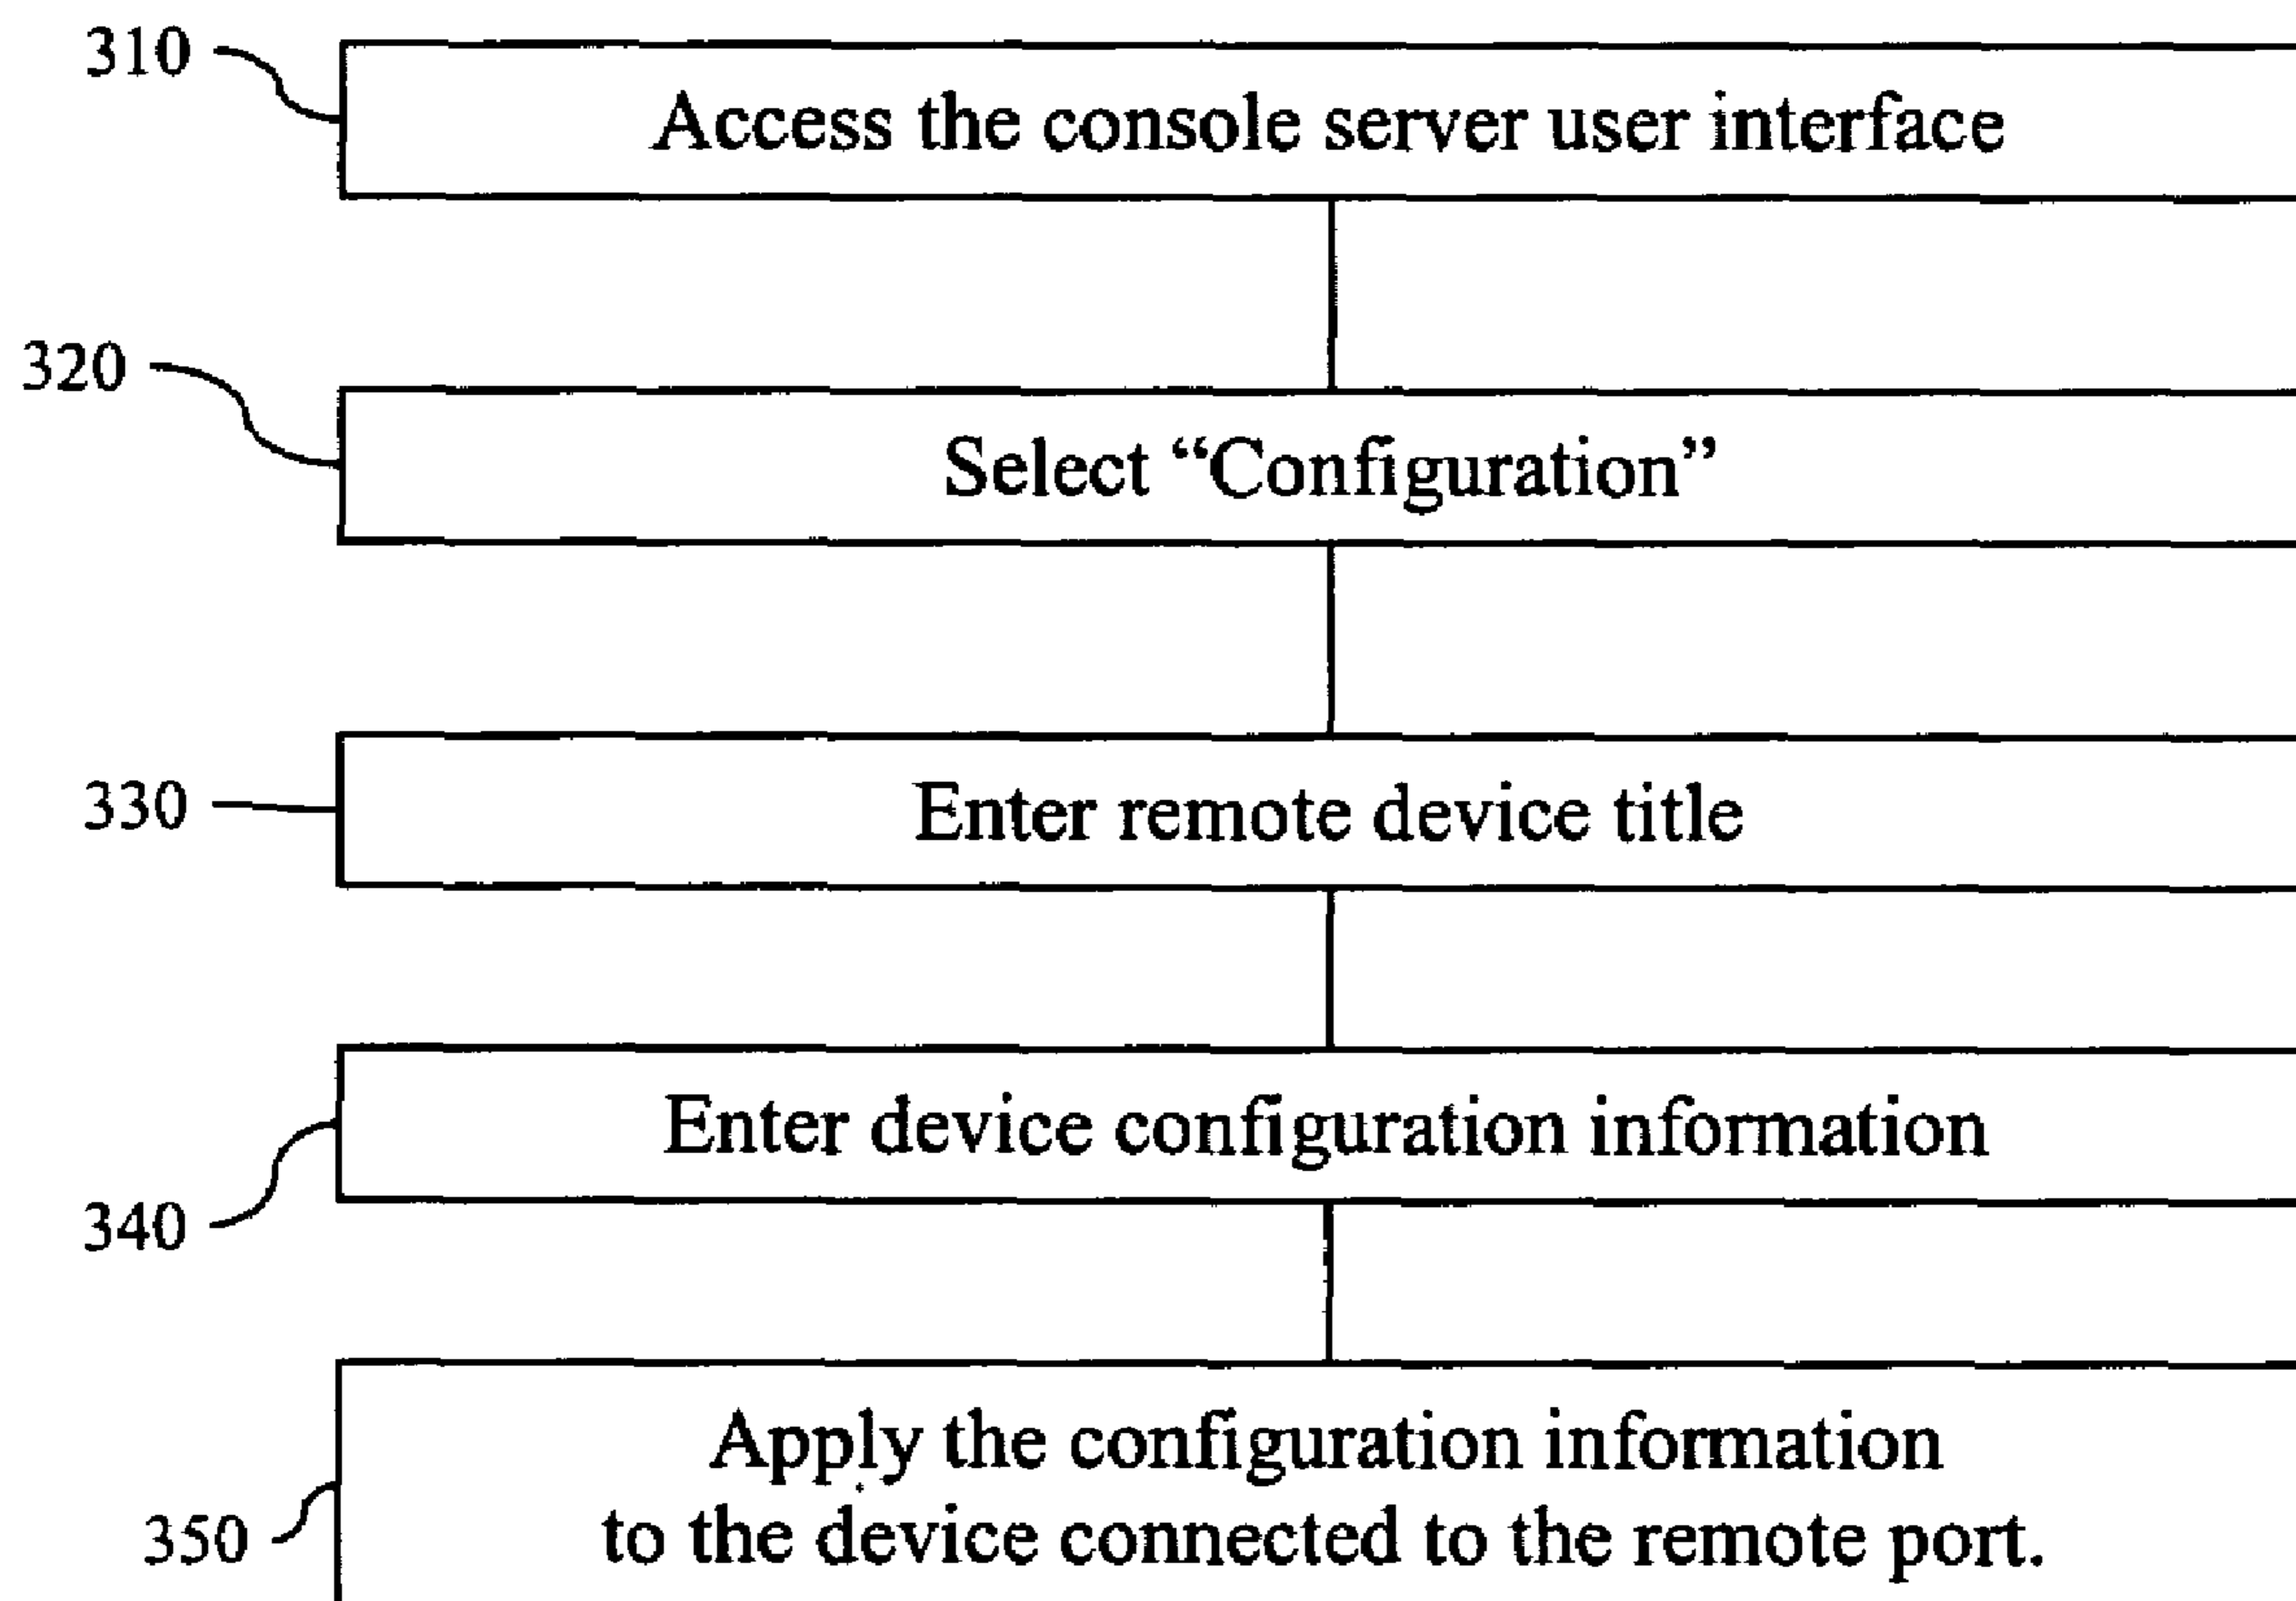 310
Access the console server user interface
320
Select “Configuration”
330
Enter remote device title
340
Enter device configuration information
350
Apply the configuration information
to the device connected to the remote port.